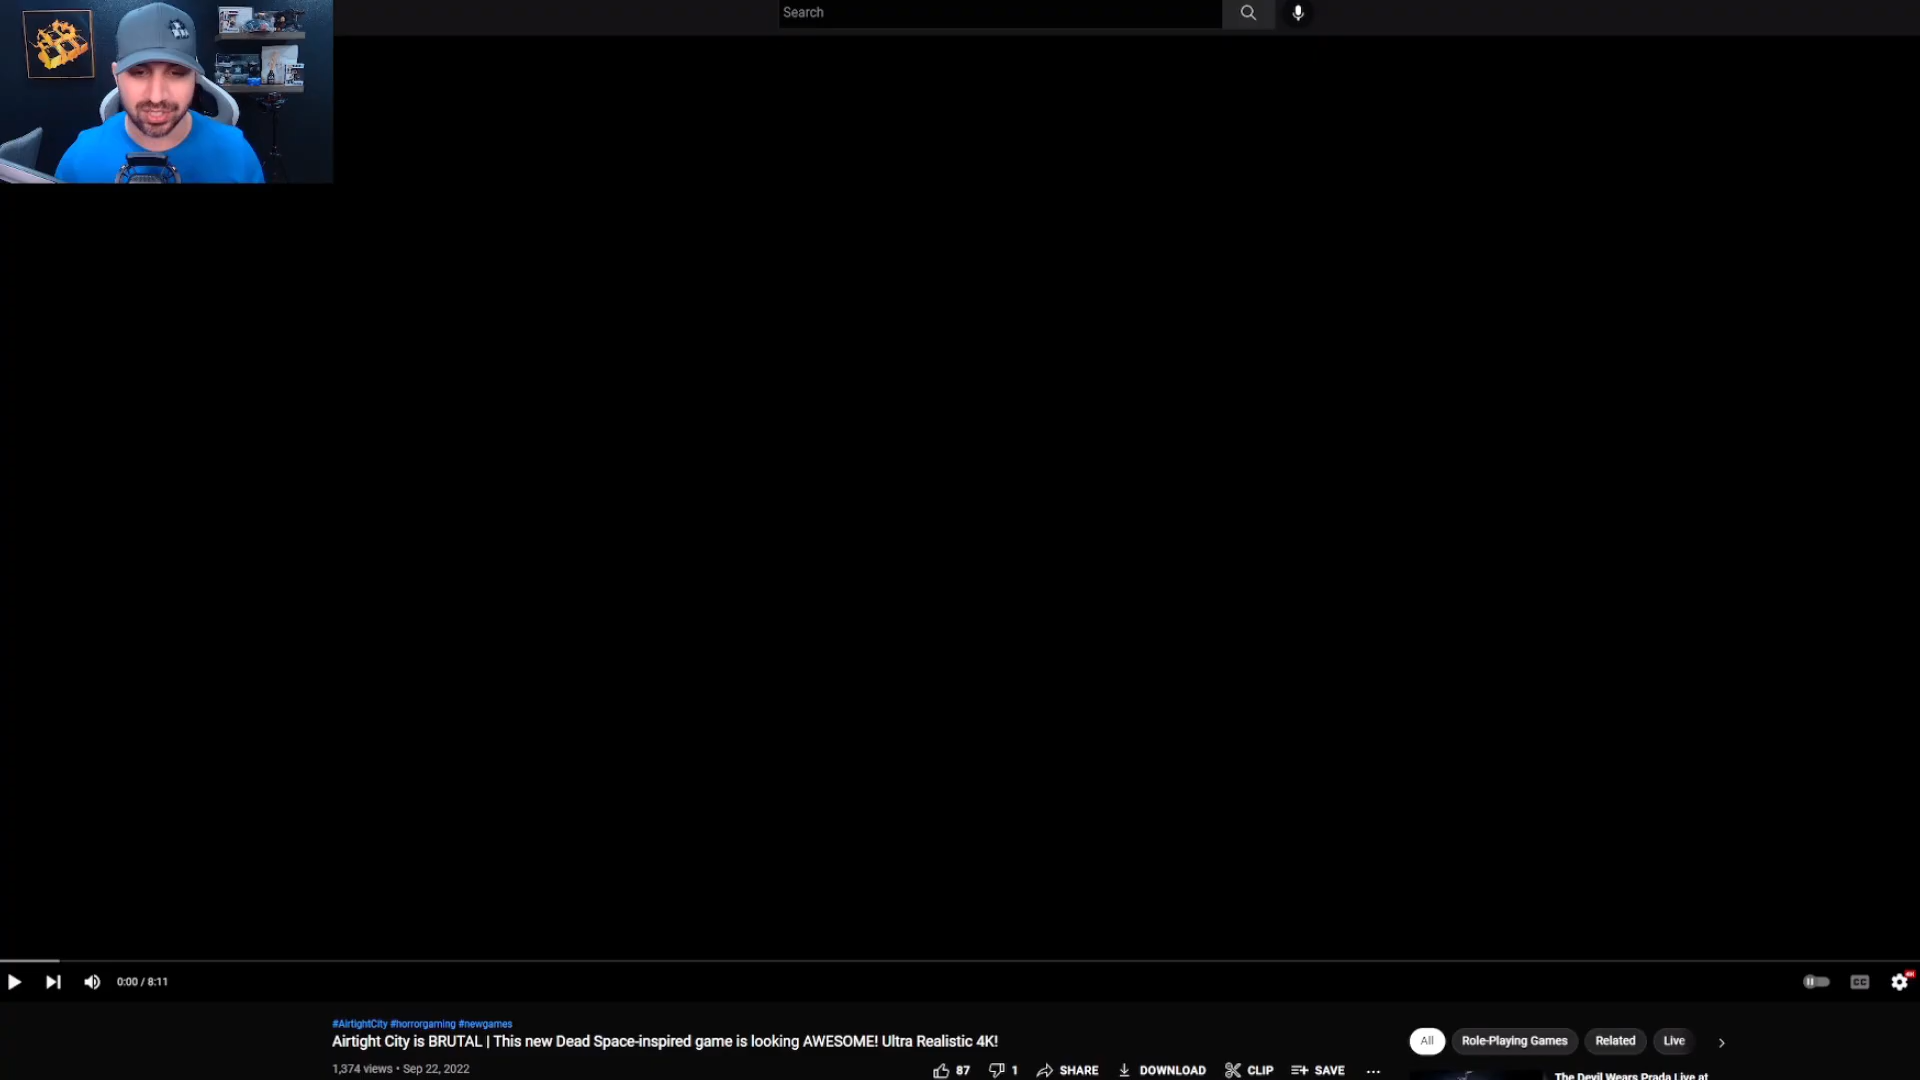 Search
0:00 / 8:11
CC
#AirtightCity #horrorgaming #newgames
Airtight City is BRUTAL | This new Dead Space-inspired game is looking AWESOME! Ultra Realistic 4K!
1,374 views • Sep 22, 2022
87 1 SHARE DOWNLOAD CLIP SAVE ...
All Role-Playing Games Related Live
The Devil Wears Prada Live at